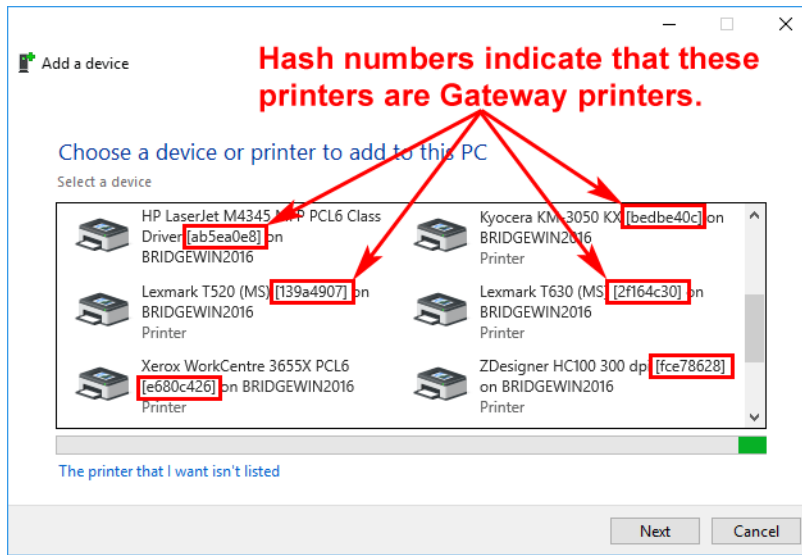 Add a device
Hash numbers indicate that these
printers are Gateway printers.
Choose a device or printer to add to this PC
Select a device
HP LaserJet M4345 MFP PCL6 Class
Driver [ab5ea0e8] on
BRIDGEWIN2016
Kyocera KM-3050 KX [bedbe40c] on
BRIDGEWIN2016
Printer
Lexmark T520 (MS) [139a4907] on
BRIDGEWIN2016
Printer
Lexmark T630 (MS) [2f164c30] on
BRIDGEWIN2016
Printer
Xerox WorkCentre 3655X PCL6
[e680c426] on BRIDGEWIN2016
Printer
ZDesigner HC100 300 dpi [fce78628]
on BRIDGEWIN2016
Printer
The printer that I want isn't listed
Next
Cancel